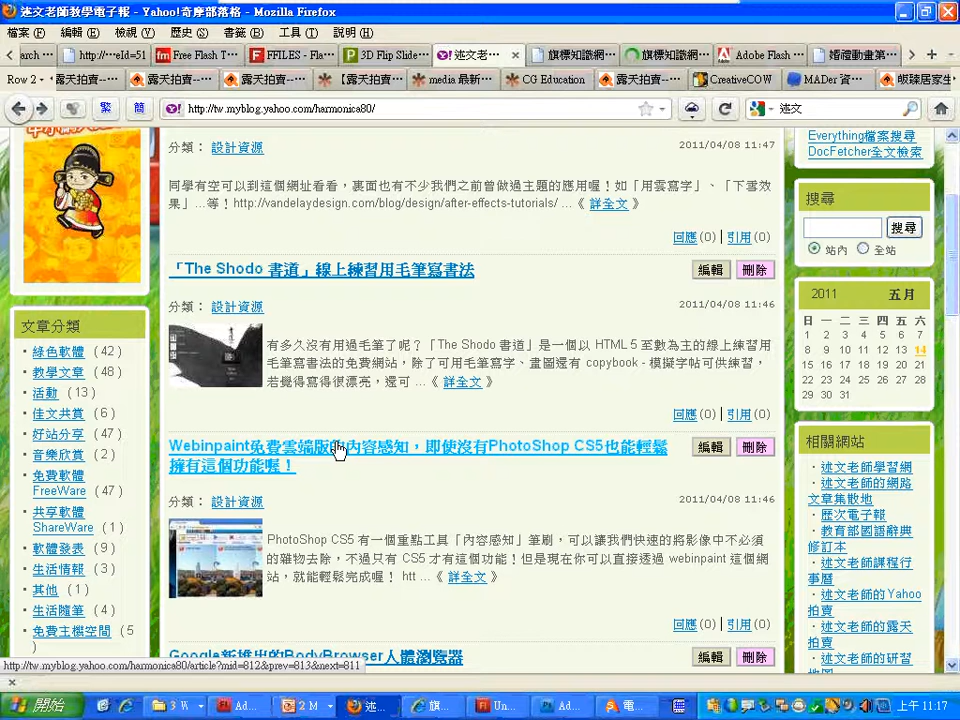 述文老師教學電子報 - Yahoo!奇摩部落格 - Mozilla Firefox
檔案(F) 編輯(E) 檢視(V) 歷史(S) 書籤(B) 工具(T) 說明(H)
arch ... http://...eId=51 Free Flash T... FFILES - Fla... 3D Flip Slide... 述文老... 旗標知識網... 旗標知識網... Adobe Flash ... 婚禮動畫第...
Row 2 露天拍賣-... 露天拍賣-... 露天拍賣-... 【露天拍... media 最新... CG Education 露天拍賣-... CreativeCOW MADer 資...
繁 簡 http://tw.myblog.yahoo.com/harmonica80/ 述文
分類：設計資源 2011/04/08 11:47
同學有空可以到這個網址看看，裏面也有不少我們之前曾做過主題的應用喔！如「用雲寫字」、「下雪效
果」...等！http://vandelaydesign.com/blog/design/after-effects-tutorials/ ...《 詳全文 》
回應(0) | 引用(0)
「The Shodo 書道」線上練習用毛筆寫書法 編輯 刪除
分類：設計資源 2011/04/08 11:46
有多久沒有用過毛筆了呢？「The Shodo 書道」是一個以 HTML 5 至數為主的線上練習用
毛筆寫書法的免費網站，除了可用毛筆寫字、畫圖還有 copybook - 模擬字帖可供練習，
若覺得寫得很漂亮，還可 ...《 詳全文 》
回應(0) | 引用(0)
Webinpaint免費雲端版的內容感知，即使沒有PhotoShop CS5也能輕鬆
擁有這個功能喔！
編輯 刪除
分類：設計資源 2011/04/08 11:46
PhotoShop CS5 有一個重點工具「內容感知」筆刷，可以讓我們快速的將影像中不必須
的雜物去除，不過只有 CS5 才有這個功能！但是現在你可以直接透過 webinpaint 這個網
站，就能輕鬆完成喔！ htt ...《 詳全文 》
回應(0) | 引用(0)
Google新推出的BodyBrowser人體瀏覽器 編輯 刪除
文章分類
綠色軟體 (42)
教學文章 (48)
活動 (13)
佳文共賞 (6)
好站分享 (47)
音樂欣賞 (2)
免費軟體
FreeWare (47)
共享軟體
ShareWare (1)
軟體發表 (9)
生活情報 (3)
其他 (1)
生活隨筆 (4)
免費主機空間 (5
)
Everything檔案搜尋
DocFetcher全文檢索
搜尋
搜尋
站內 全站
2011 五月
日 一 二 三 四 五 六
1 2 3 4 5 6 7
8 9 10 11 12 13 14
15 16 17 18 19 20 21
22 23 24 25 26 27 28
29 30 31
相關網站
述文老師學習網
述文老師的網路
文章集散地
歷次電子報
教育部國語辭典
修訂本
述文老師課程行
事曆
述文老師的Yahoo
拍賣
述文老師的露天
拍賣
述文老師的研習
http://tw.myblog.yahoo.com/harmonica80/article?mid=812&prev=813&next=811
開始 3 W Ad... 2 M 述... 旗... Un... Ad... 電... 上午 11:17